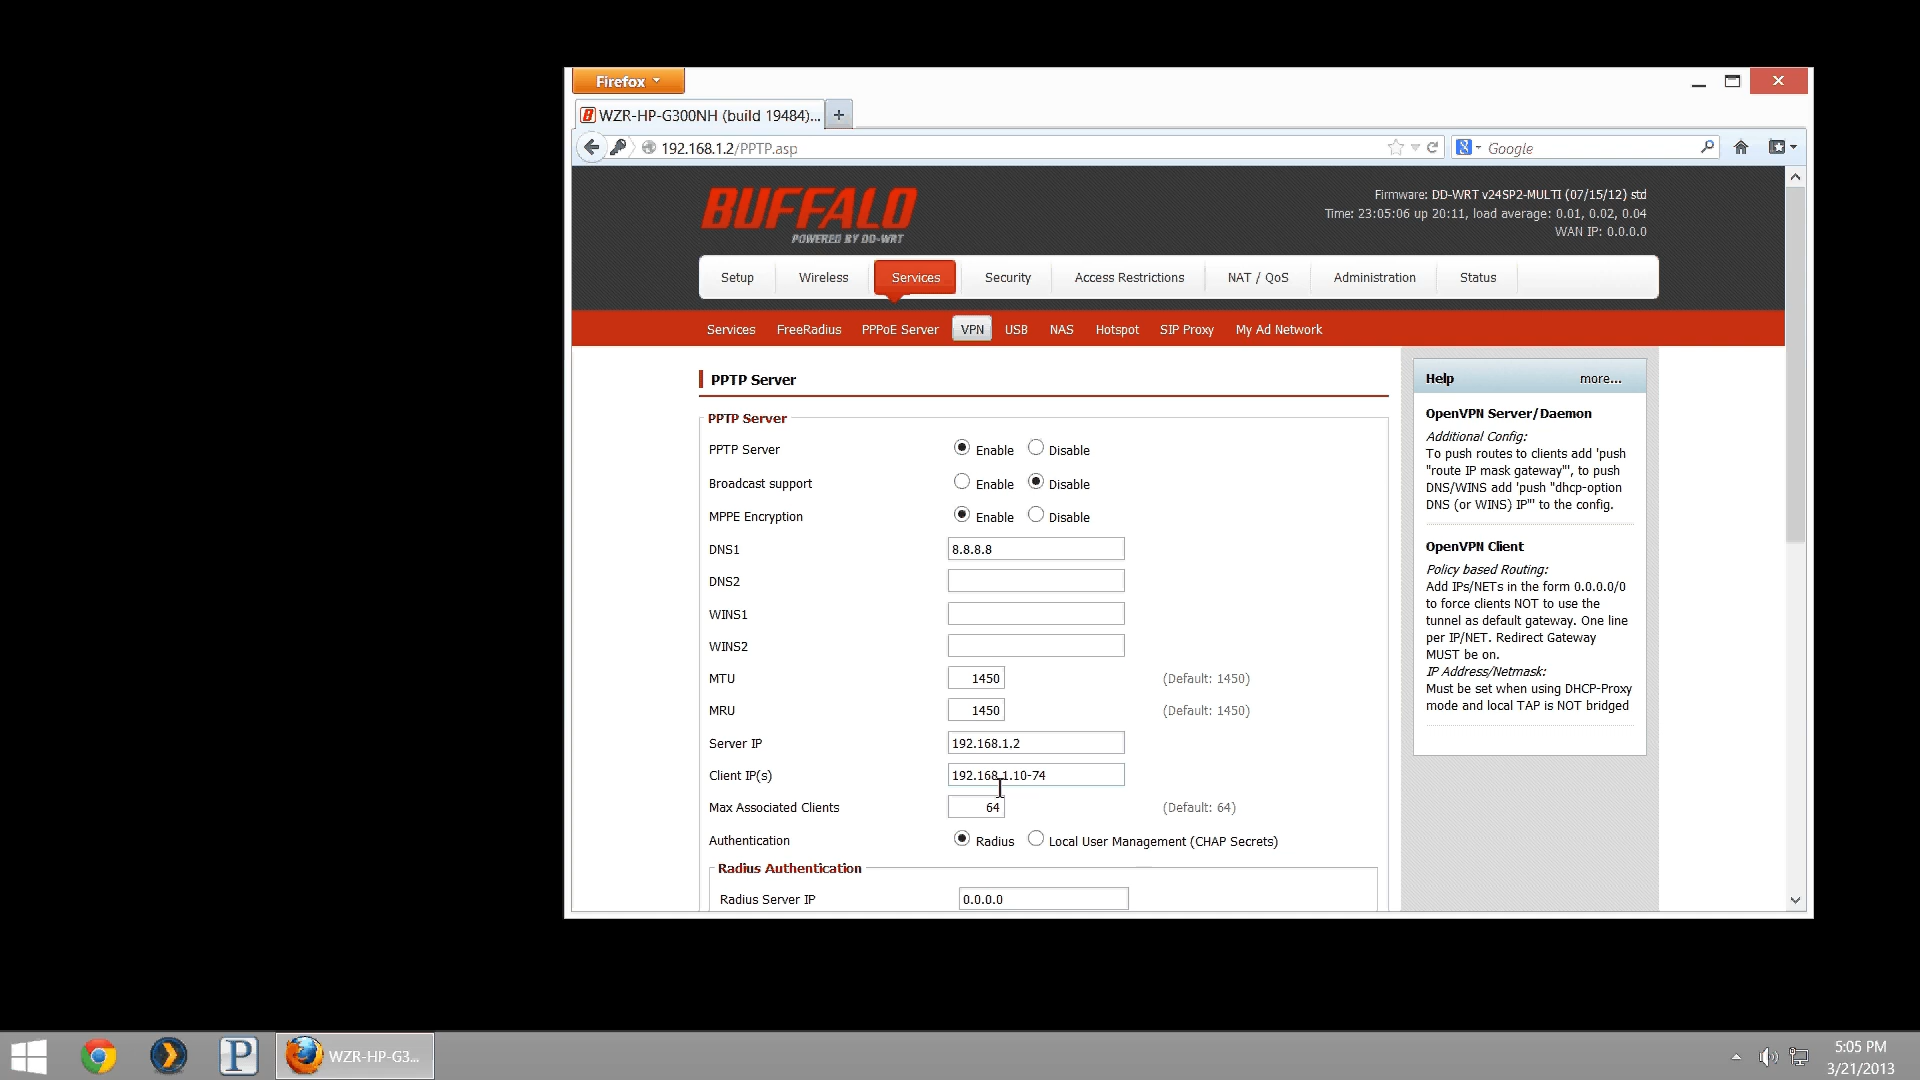 Firefox
WZR-HP-G300NH (build 19484)...
+
192.168.1.2/PPTP.asp
Google
BUFFALO
POWERED BY DD-WRT
Firmware: DD-WRT v24SP2-MULTI (07/15/12) std
Time: 23:05:06 up 20:11, load average: 0.01, 0.02, 0.04
WAN IP: 0.0.0.0
Setup Wireless Services Security Access Restrictions NAT / QoS Administration Status
Services FreeRadius PPPoE Server VPN USB NAS Hotspot SIP Proxy My Ad Network
PPTP Server
PPTP Server
PPTP Server Enable Disable
Broadcast support Enable Disable
MPPE Encryption Enable Disable
DNS1 8.8.8.8
DNS2
WINS1
WINS2
MTU 1450 (Default: 1450)
MRU 1450 (Default: 1450)
Server IP 192.168.1.2
Client IP(s) 192.168.1.10-74
Max Associated Clients 64 (Default: 64)
Authentication Radius Local User Management (CHAP Secrets)
Radius Authentication
Radius Server IP 0.0.0.0
Help more...
OpenVPN Server/Daemon
Additional Config:
To push routes to clients add 'push
"route IP mask gateway"', to push
DNS/WINS add 'push "dhcp-option
DNS (or WINS) IP"' to the config.
OpenVPN Client
Policy based Routing:
Add IPs/NETs in the form 0.0.0.0/0
to force clients NOT to use the
tunnel as default gateway. One line
per IP/NET. Redirect Gateway
MUST be on.
IP Address/Netmask:
Must be set when using DHCP-Proxy
mode and local TAP is NOT bridged
P
WZR-HP-G3...
5:05 PM
3/21/2013